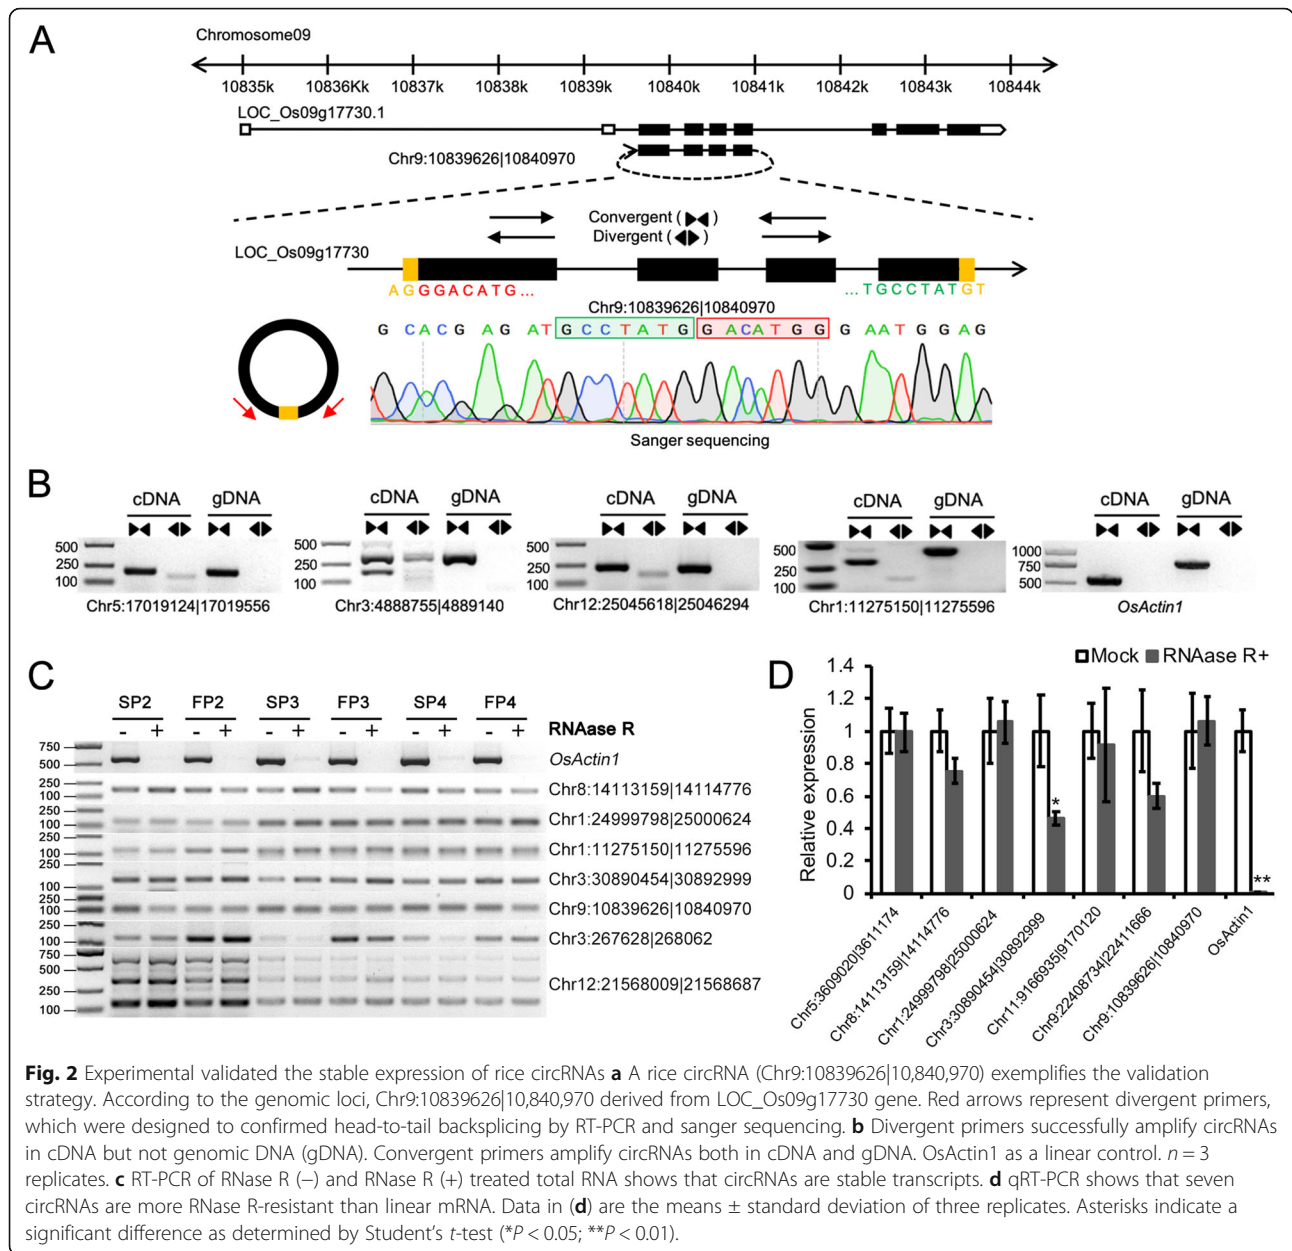 A
Chromosome09
10835k 10836Kk 10837k 10838k 10839k 10840k 10841k 10842k 10843k 10844k
LOC_Os09g17730.1
Chr9:10839626|10840970
Convergent ( )
Divergent ( )
LOC_Os09g17730
AGGGACATG... ...TGCCTATGT
Chr9:10839626|10840970
G CACG AG ATGCCTATGGACATGGGAATGGAG
Sanger sequencing
B
cDNA gDNA cDNA gDNA cDNA gDNA cDNA gDNA cDNA gDNA
500 250 100
500 250 100
500 250 100
500 250 100
1000 750 500
Chr5:17019124|17019556 Chr3:4888755|4889140 Chr12:25045618|25046294 Chr1:11275150|11275596 OsActin1
C
SP2 FP2 SP3 FP3 SP4 FP4
- + - + - + - + - + - + RNAase R
750
500
OsActin1
250
100
Chr8:14113159|14114776
250
100
Chr1:24999798|25000624
250
100
Chr1:11275150|11275596
250
100
Chr3:30890454|30892999
250
100
Chr9:10839626|10840970
250
100
Chr3:267628|268062
750
500
250
100
Chr12:21568009|21568687
D
Mock RNAase R+
Relative expression
1.4
1.2
1
0.8
0.6
0.4
0.2
0
*
**
Chr5:3609020|3611174
Chr8:14113159|14114776
Chr1:24999798|25000624
Chr3:30890454|30892999
Chr11:9166935|9170120
Chr9:22408734|22411666
Chr9:10839626|10840970
OsActin1
Fig. 2 Experimental validated the stable expression of rice circRNAs a A rice circRNA (Chr9:10839626|10,840,970) exemplifies the validation
strategy. According to the genomic loci, Chr9:10839626|10,840,970 derived from LOC_Os09g17730 gene. Red arrows represent divergent primers,
which were designed to confirmed head-to-tail backsplicing by RT-PCR and sanger sequencing. b Divergent primers successfully amplify circRNAs
in cDNA but not genomic DNA (gDNA). Convergent primers amplify circRNAs both in cDNA and gDNA. OsActin1 as a linear control. n = 3
replicates. c RT-PCR of RNase R (−) and RNase R (+) treated total RNA shows that circRNAs are stable transcripts. d qRT-PCR shows that seven
circRNAs are more RNase R-resistant than linear mRNA. Data in (d) are the means ± standard deviation of three replicates. Asterisks indicate a
significant difference as determined by Student's t-test (*P < 0.05; **P < 0.01).